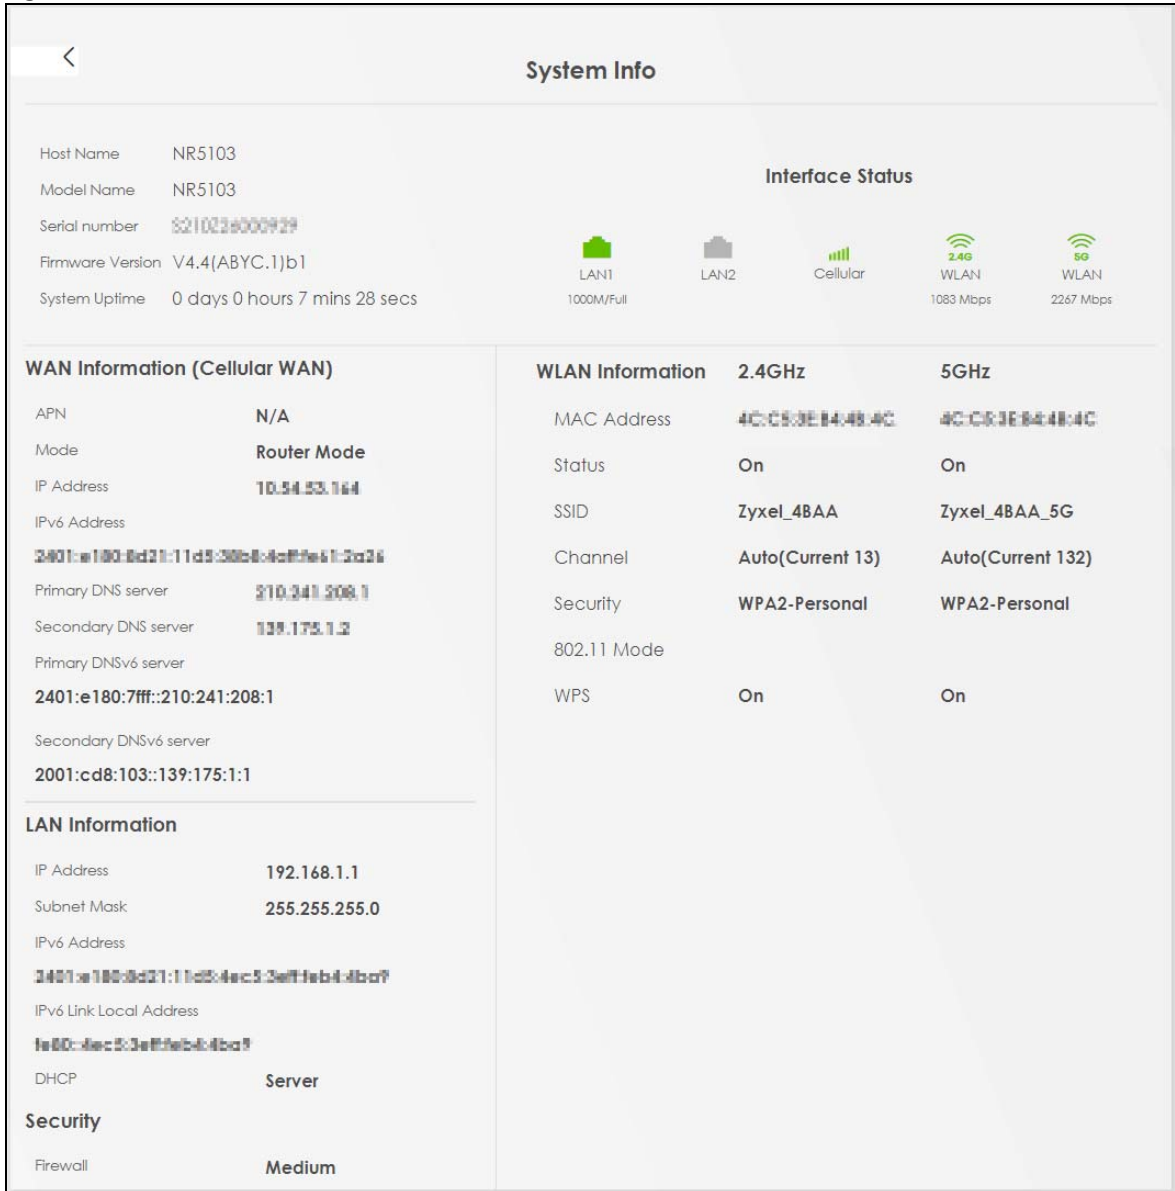 System Info
Host Name NR5103
Model Name NR5103
Serial number
Firmware Version V4.4(ABYC.1)b1
System Uptime 0 days 0 hours 7 mins 28 secs
Interface Status
2.4G 5G
LAN1 LAN2 Cellular WLAN WLAN
1000M/Full 1083 Mbps 2267 Mbps
WAN Information (Cellular WAN)
APN N/A
Mode Router Mode
IP Address
IPv6 Address
Primary DNS server
Secondary DNS server
Primary DNSv6 server
2401:e180:7fff::210:241:208:1
Secondary DNSv6 server
2001:cd8:103::139:175:1:1
LAN Information
IP Address 192.168.1.1
Subnet Mask 255.255.255.0
IPv6 Address
IPv6 Link Local Address
DHCP Server
Security
Firewall Medium
WLAN Information 2.4GHz 5GHz
MAC Address
Status On On
SSID Zyxel_4BAA Zyxel_4BAA_5G
Channel Auto(Current 13) Auto(Current 132)
Security WPA2-Personal WPA2-Personal
802.11 Mode
WPS On On